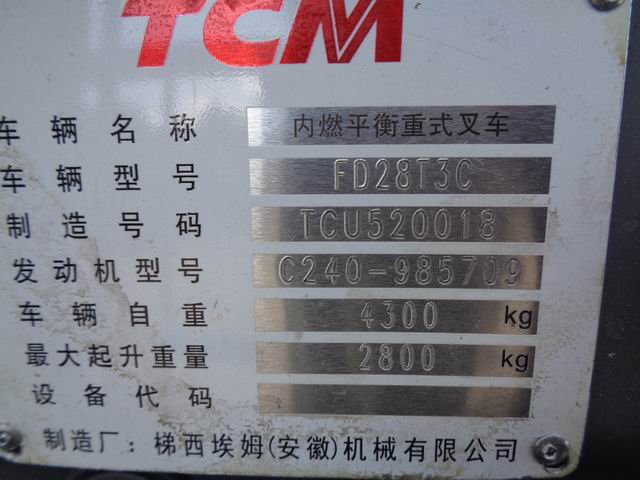 TCM
车辆名称 内燃平衡重式叉车
车辆型号 FD28T3C
制造号码 TCU520018
发动机型号 C240-985709
车辆自重 4300 kg
最大起升重量 2800 kg
设备代码
制造厂：梯西埃姆(安徽)机械有限公司